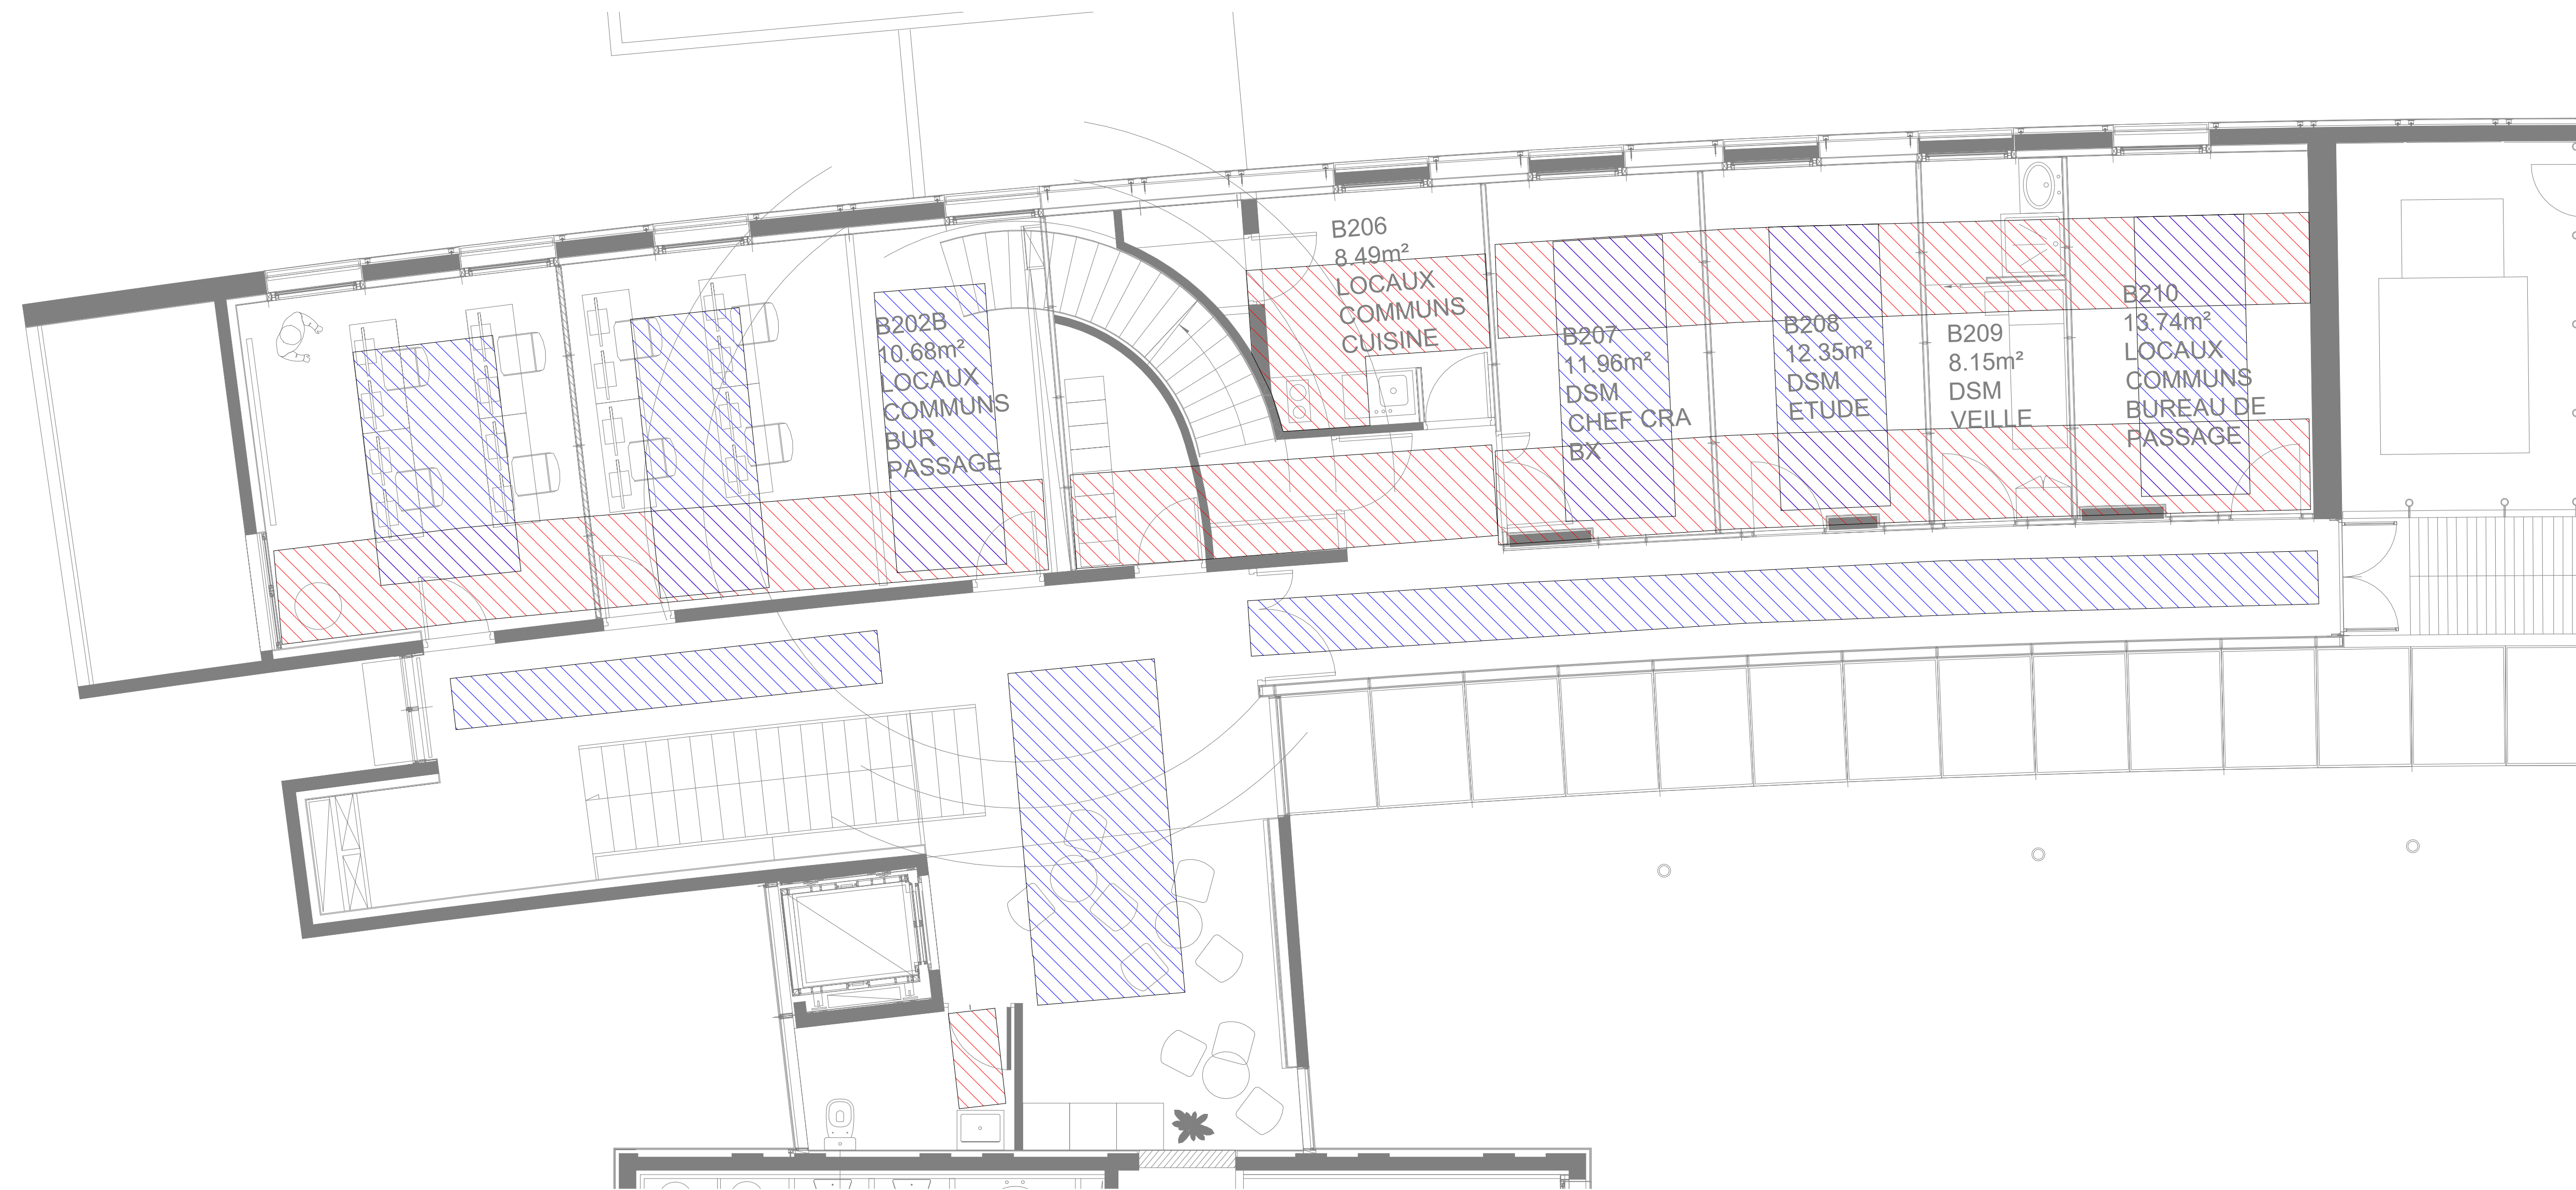 B202B
10.68m²
LOCAUX
COMMUNS
BUR
PASSAGE
B206
8.49m²
LOCAUX
COMMUNS
CUISINE
B207
11.96m²
DSM
CHEF CRA
BX
B208
12.35m²
DSM
ETUDE
B209
8.15m²
DSM
VEILLE
B210
13.74m²
LOCAUX
COMMUNS
BUREAU DE
PASSAGE